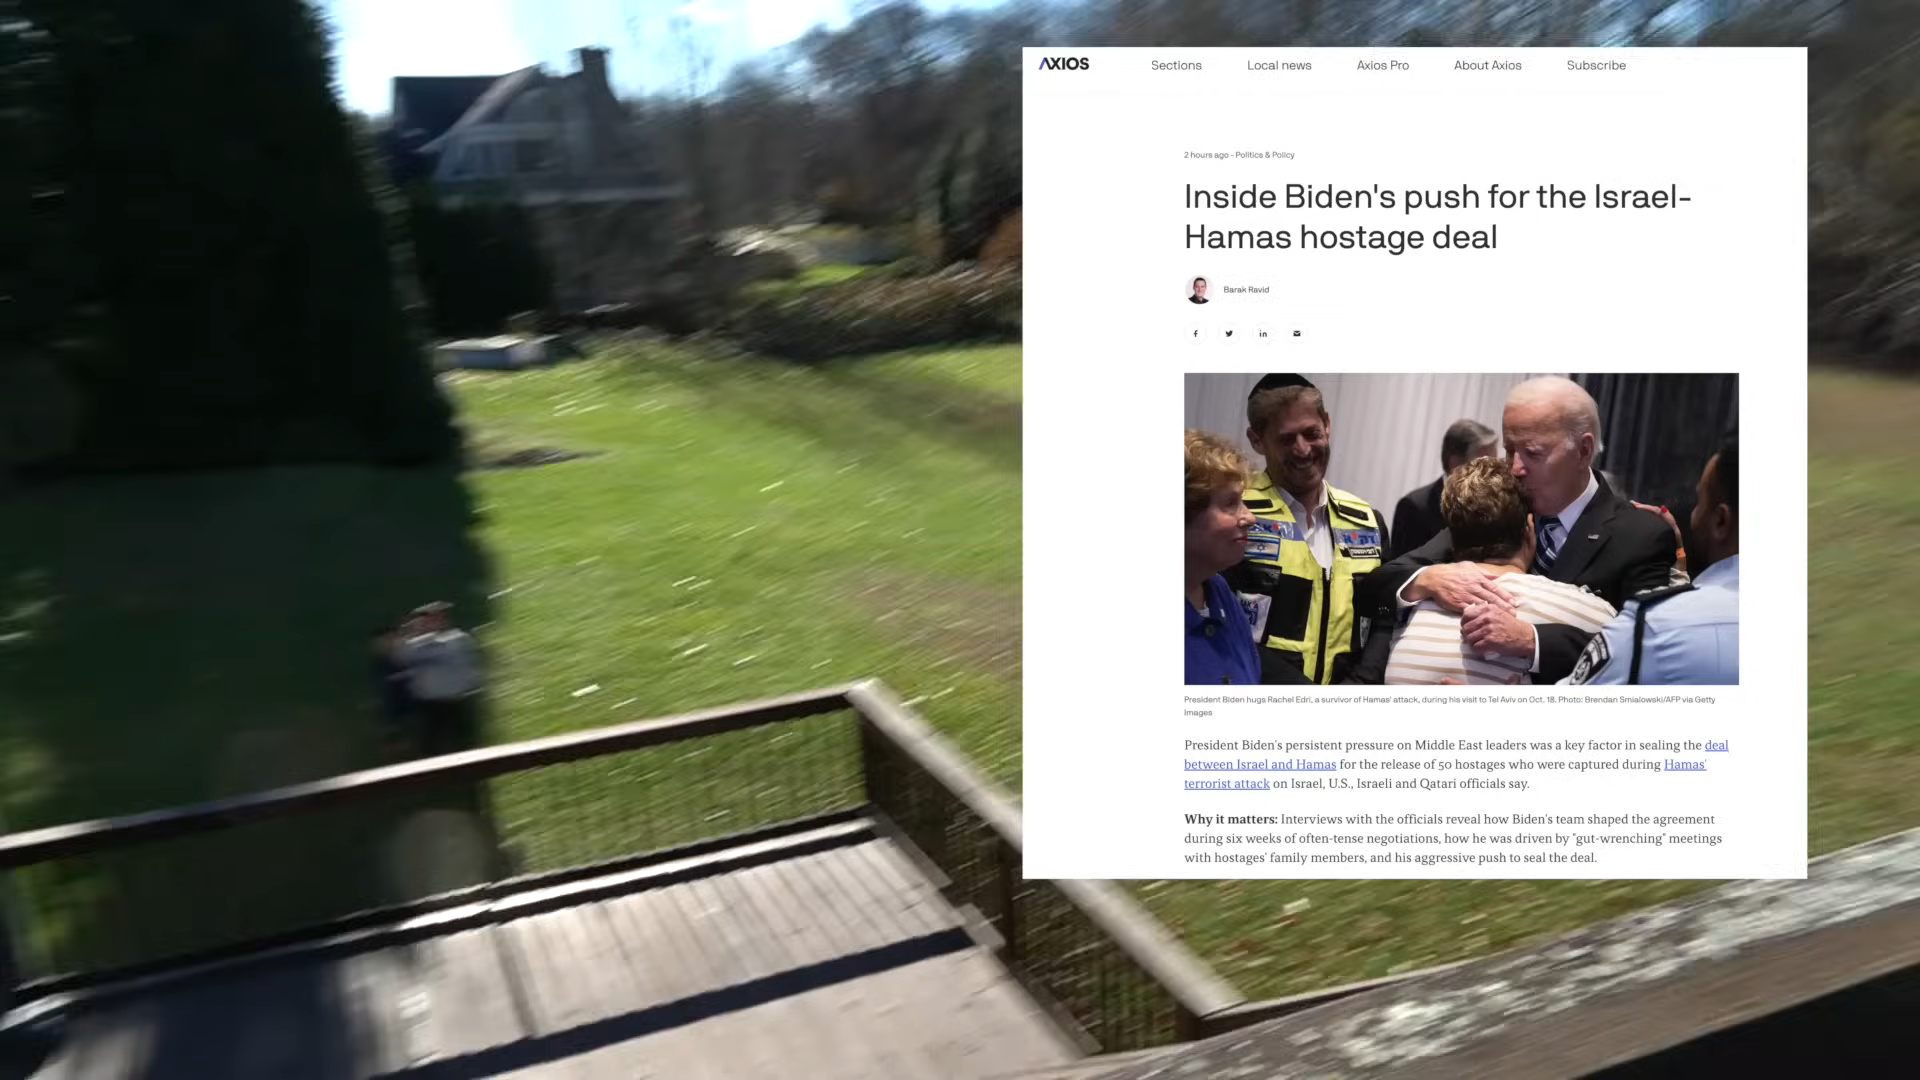 AXIOS Sections Local news Axios Pro About Axios Subscribe
2 hours ago - Politics & Policy
Inside Biden's push for the Israel-
Hamas hostage deal
Barak Ravid
President Biden hugs Rachel Edri, a survivor of Hamas' attack, during his visit to Tel Aviv on Oct. 18. Photo: Brendan Smialowski/AFP via Getty
Images
President Biden's persistent pressure on Middle East leaders was a key factor in sealing the deal
between Israel and Hamas for the release of 50 hostages who were captured during Hamas'
terrorist attack on Israel, U.S., Israeli and Qatari officials say.
Why it matters: Interviews with the officials reveal how Biden's team shaped the agreement
during six weeks of often-tense negotiations, how he was driven by "gut-wrenching" meetings
with hostages' family members, and his aggressive push to seal the deal.